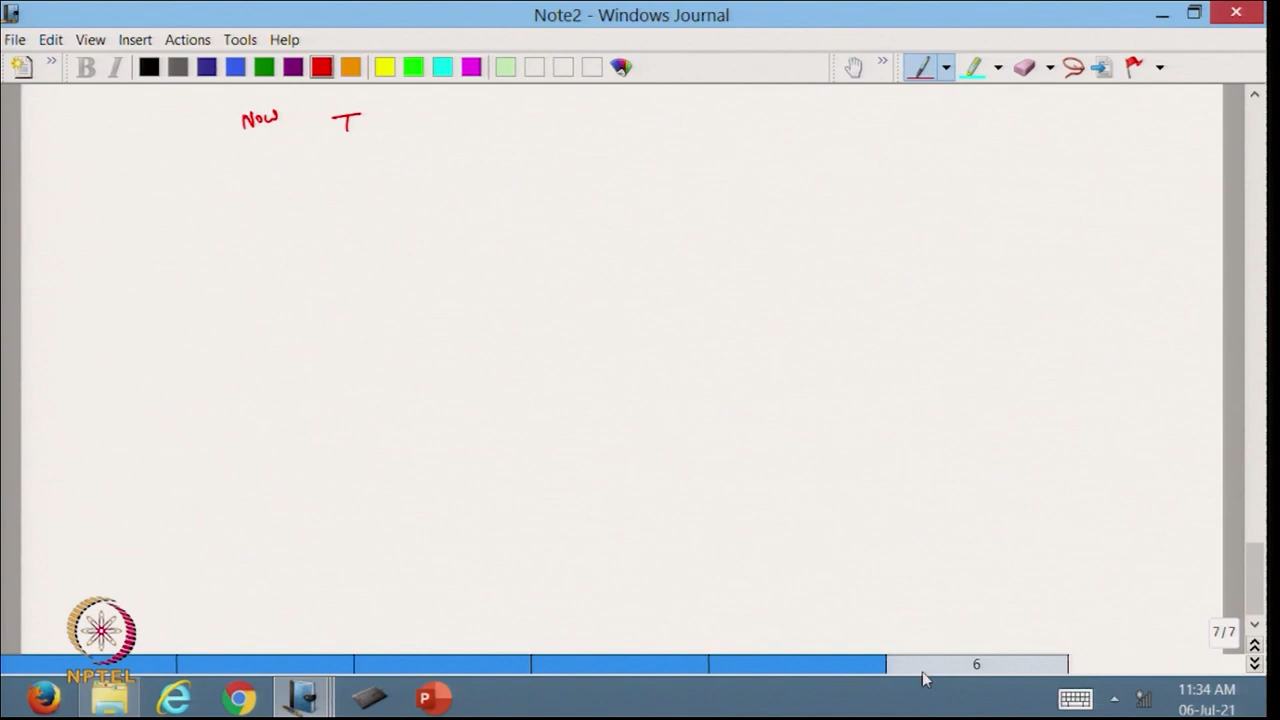 Note2 - Windows Journal
File Edit View Insert Actions Tools Help
B I
Now T
7/7
6
NPTEL
11:34 AM
06-Jul-21